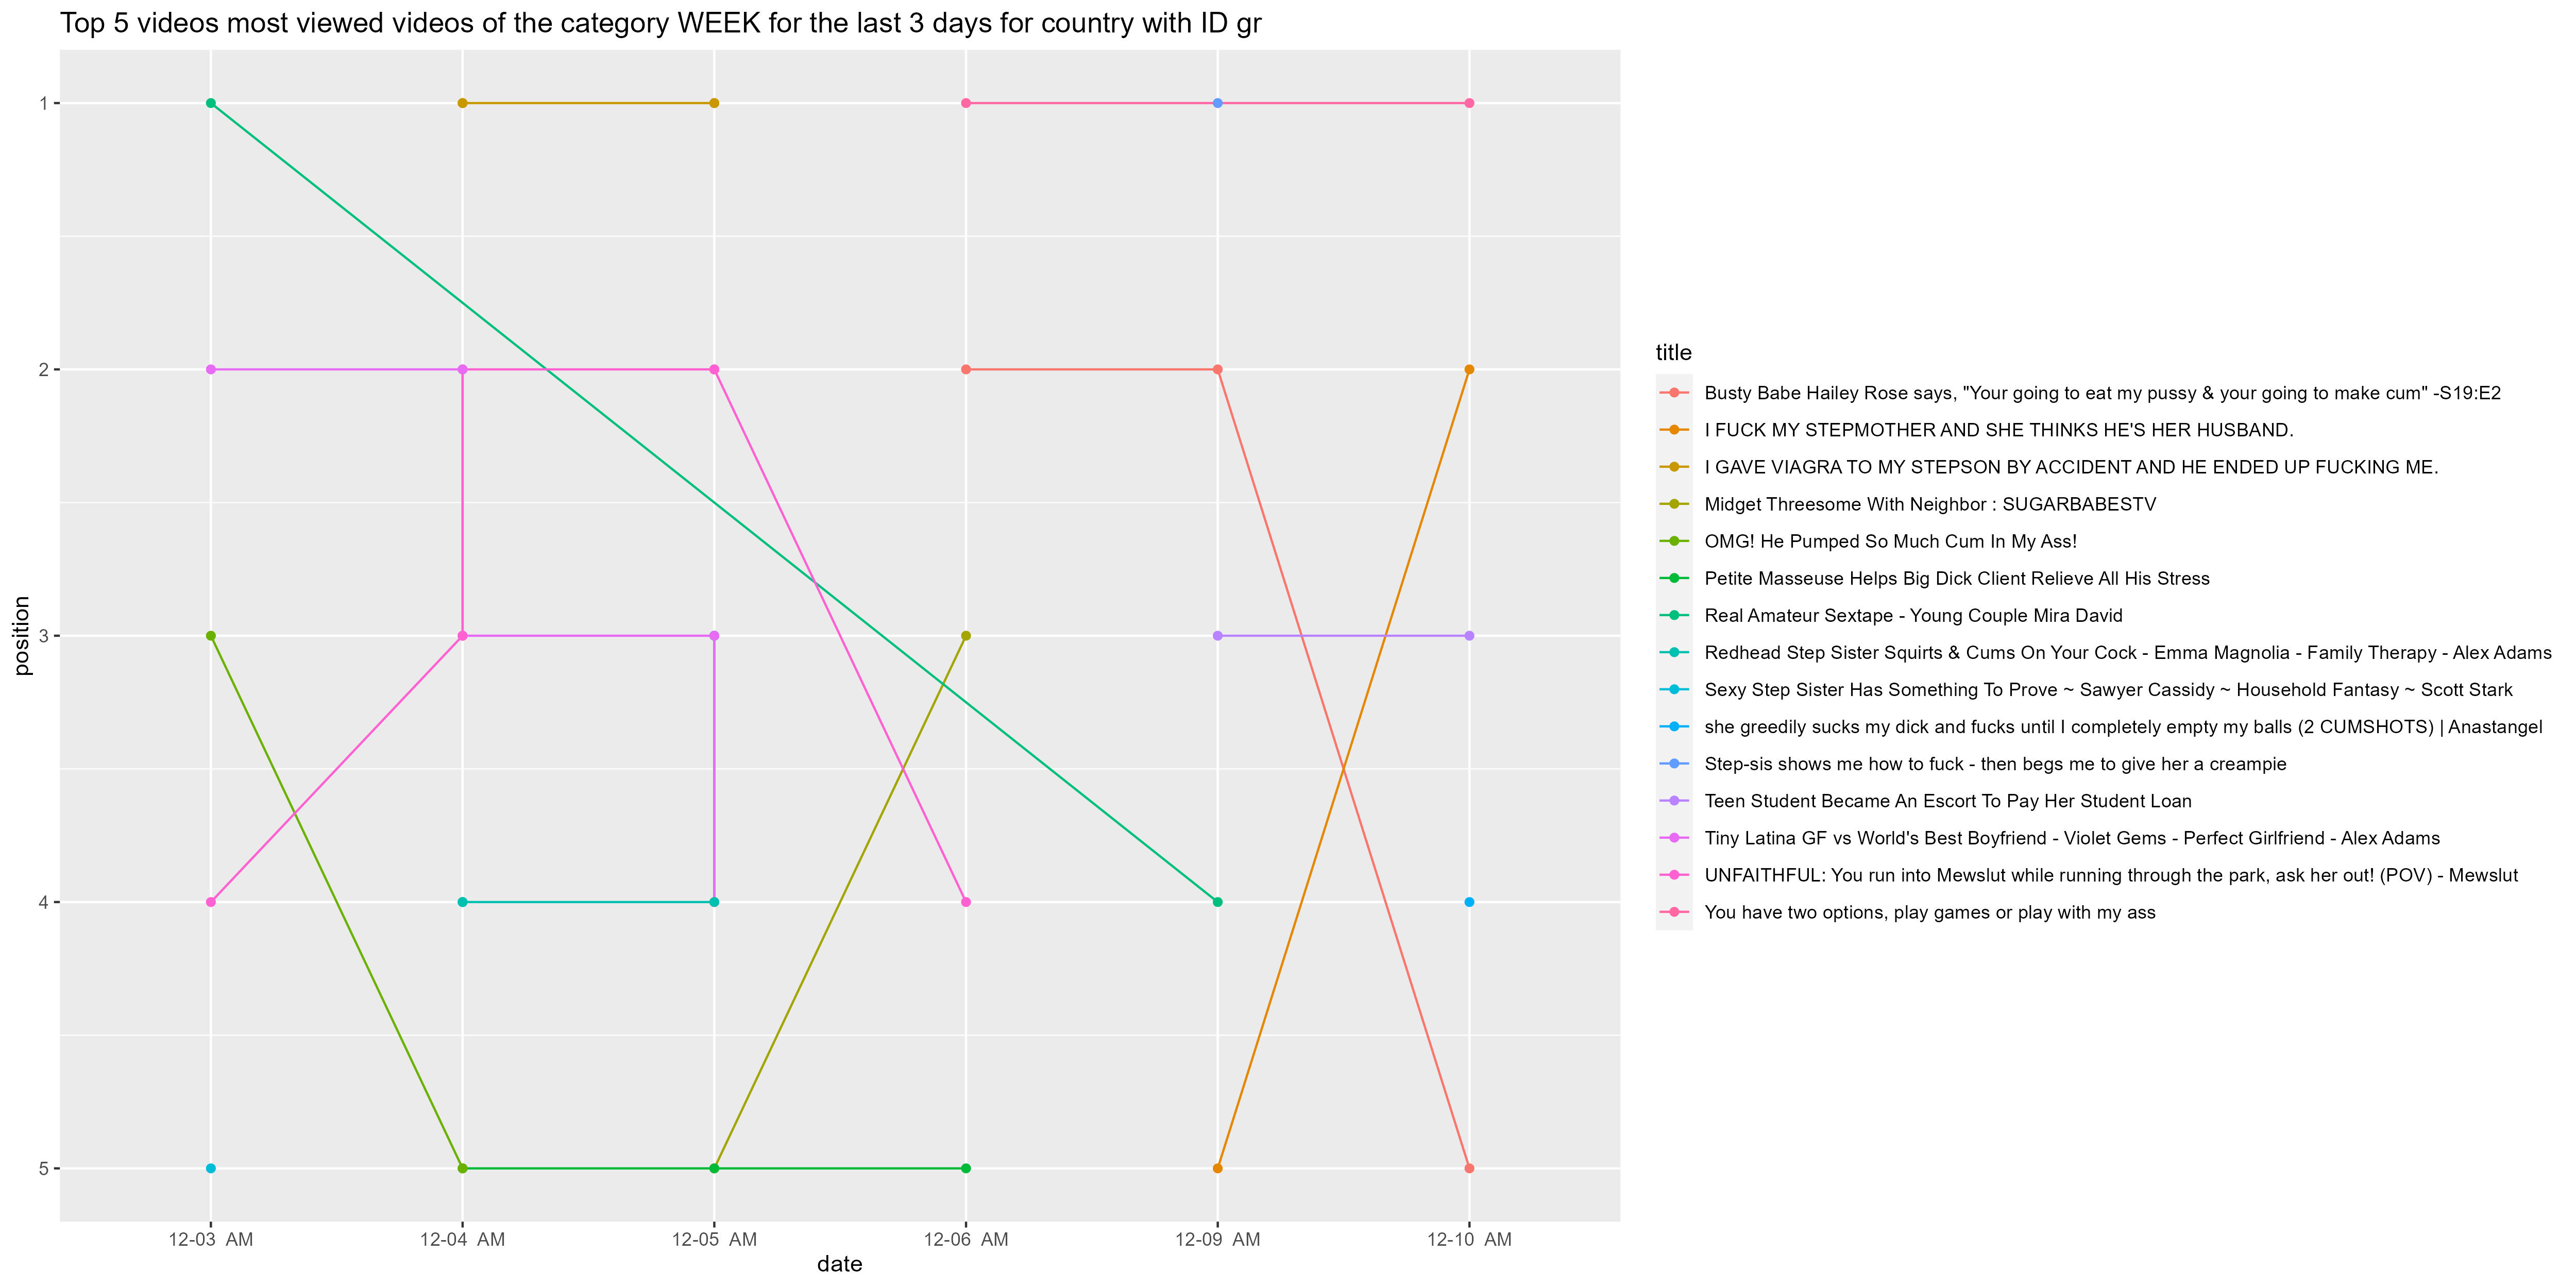 Top 5 videos most viewed videos of the category WEEK for the last 3 days for country with ID gr
1
2
3
4
5
position
12-03 AM
12-04 AM
12-05 AM
12-06 AM
12-09 AM
12-10 AM
date
title
Busty Babe Hailey Rose says, "Your going to eat my pussy & your going to make cum" -S19:E2
I FUCK MY STEPMOTHER AND SHE THINKS HE'S HER HUSBAND.
I GAVE VIAGRA TO MY STEPSON BY ACCIDENT AND HE ENDED UP FUCKING ME.
Midget Threesome With Neighbor : SUGARBABESTV
OMG! He Pumped So Much Cum In My Ass!
Petite Masseuse Helps Big Dick Client Relieve All His Stress
Real Amateur Sextape - Young Couple Mira David
Redhead Step Sister Squirts & Cums On Your Cock - Emma Magnolia - Family Therapy - Alex Adams
Sexy Step Sister Has Something To Prove ~ Sawyer Cassidy ~ Household Fantasy ~ Scott Stark
she greedily sucks my dick and fucks until I completely empty my balls (2 CUMSHOTS) | Anastangel
Step-sis shows me how to fuck - then begs me to give her a creampie
Teen Student Became An Escort To Pay Her Student Loan
Tiny Latina GF vs World's Best Boyfriend - Violet Gems - Perfect Girlfriend - Alex Adams
UNFAITHFUL: You run into Mewslut while running through the park, ask her out! (POV) - Mewslut
You have two options, play games or play with my ass